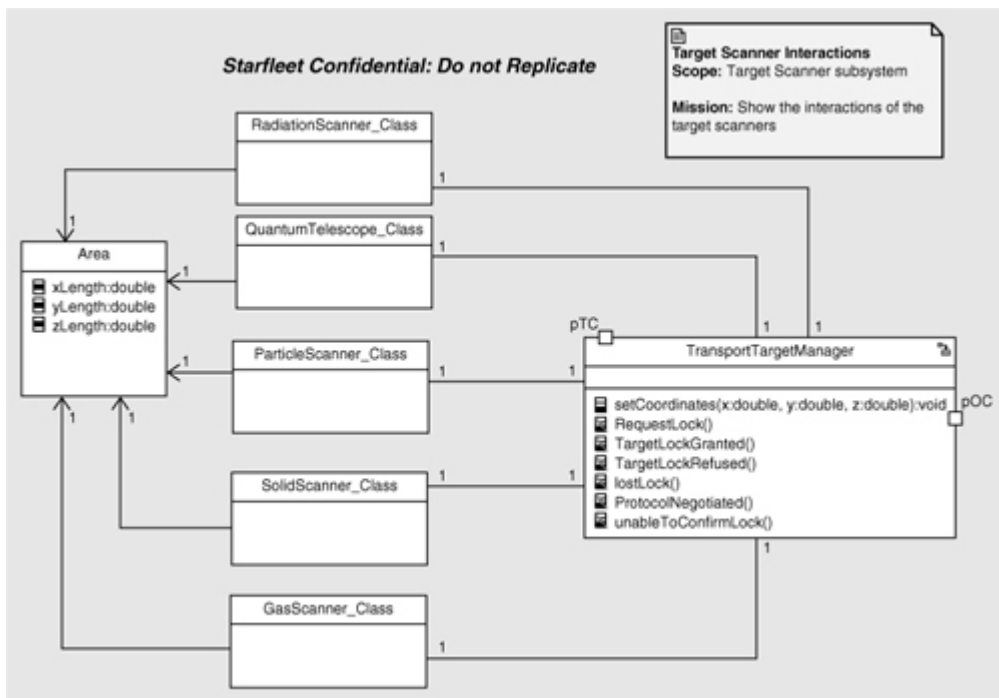 Starfleet Confidential: Do not Replicate
Target Scanner Interactions
Scope: Target Scanner subsystem
Mission: Show the interactions of the
target scanners
RadiationScanner_Class
1
1
QuantumTelescope_Class
1
1
Area
xLength:double
yLength:double
zLength:double
1
1
pTC
TransportTargetManager
ParticleScanner_Class
1
1
1
setCoordinates(x:double, y:double, z:double):void
pOC
RequestLock()
TargetLockGranted()
TargetLockRefused()
lostLock()
ProtocolNegotiated()
unableToConfirmLock()
1
1
SolidScanner_Class
1
1
1
GasScanner_Class
1